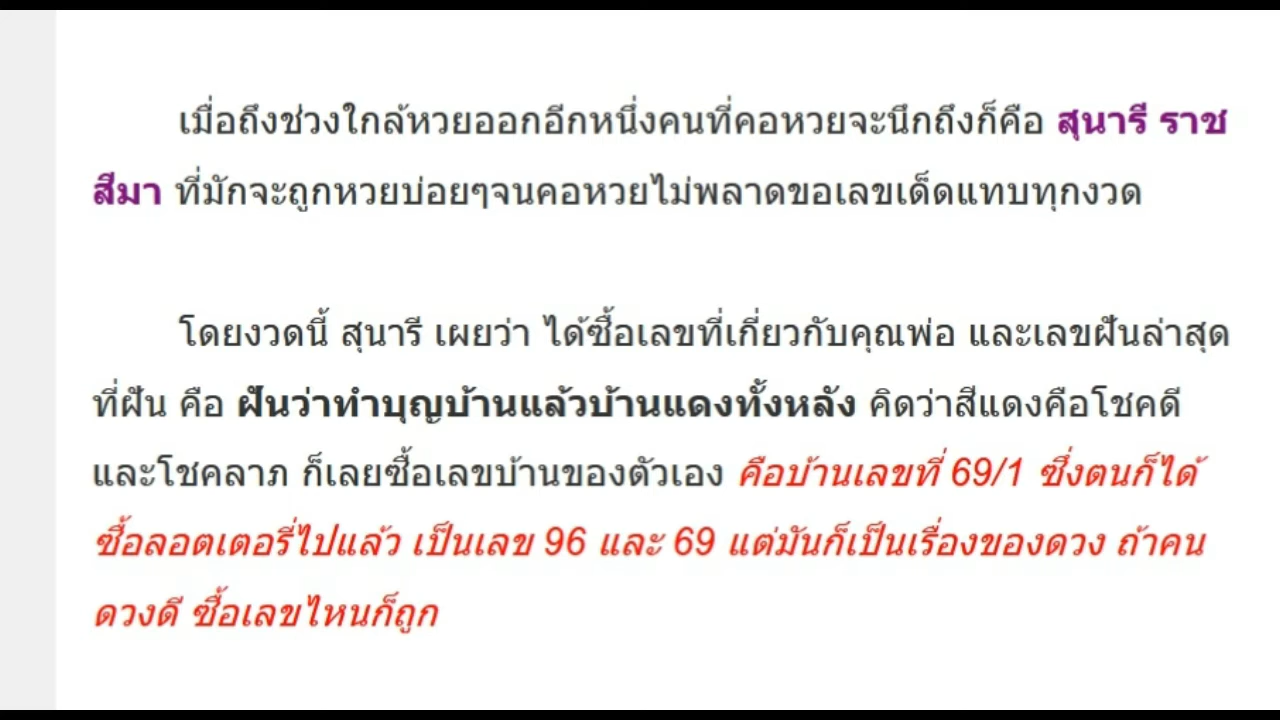 เมื่อถึงช่วงใกล้หวยออกอีกหนึ่งคนที่คอหวยจะนึกถึงก็คือ สุนารี ราช
สีมา ที่มักจะถูกหวยบ่อยๆจนคอหวยไม่พลาดขอเลขเด็ดแทบทุกงวด
โดยงวดนี้ สุนารี เผยว่า ได้ซื้อเลขที่เกี่ยวกับคุณพ่อ และเลขฝันล่าสุด
ที่ฝัน คือ ฝันว่าทำบุญบ้านแล้วบ้านแดงทั้งหลัง คิดว่าสีแดงคือโชคดี
และโชคลาภ ก็เลยซื้อเลขบ้านของตัวเอง คือบ้านเลขที่ 69/1 ซึ่งตนก็ได้
ซื้อลอตเตอรี่ไปแล้ว เป็นเลข 96 และ 69 แต่มันก็เป็นเรื่องของดวง ถ้าคน
ดวงดี ซื้อเลขไหนก็ถูก